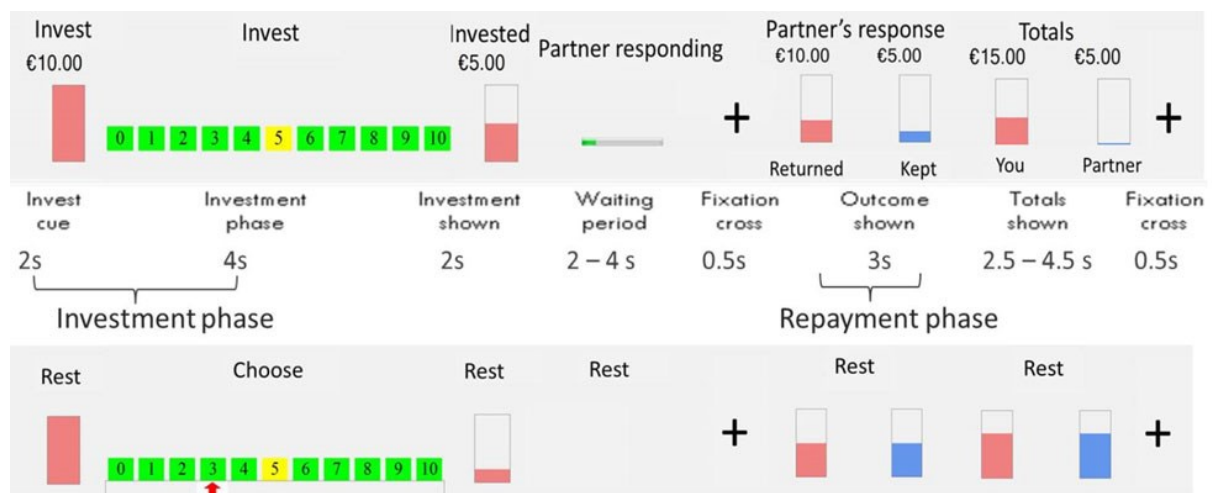 Invest Invest Invested Partner responding Partner's response Totals
€10.00 €5.00 €10.00 €5.00 €15.00 €5.00
0 1 2 3 4 5 6 7 8 9 10
Returned Kept You Partner
Invest cue Investment phase Investment shown Waiting period Fixation cross Outcome shown Totals shown Fixation cross
2s 4s 2s 2 – 4 s 0.5s 3s 2.5 – 4.5 s 0.5s
Investment phase Repayment phase
Rest Choose Rest Rest Rest Rest
0 1 2 3 4 5 6 7 8 9 10